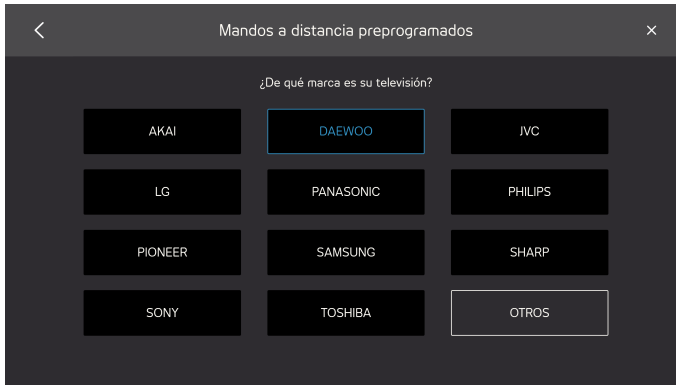 Mandos a distancia preprogramados
¿De qué marca es su televisión?
AKAI DAEWOO JVC
LG PANASONIC PHILIPS
PIONEER SAMSUNG SHARP
SONY TOSHIBA OTROS